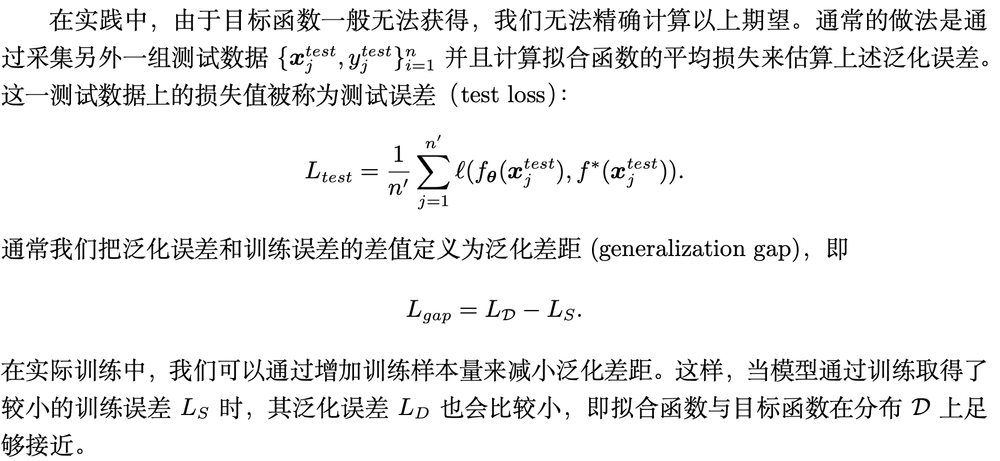 在实践中，由于目标函数一般无法获得，我们无法精确计算以上期望。通常的做法是通
过采集另外一组测试数据 $\{\boldsymbol{x}_j^{test}, y_j^{test}\}_{i=1}^{n}$ 并且计算拟合函数的平均损失来估算上述泛化误差。
这一测试数据上的损失值被称为测试误差（test loss）：
$L_{test} = \frac{1}{n'} \sum_{j=1}^{n'} \ell(f_{\boldsymbol{\theta}}(\boldsymbol{x}_j^{test}), f^*(\boldsymbol{x}_j^{test})).$
通常我们把泛化误差和训练误差的差值定义为泛化差距 (generalization gap)，即
$L_{gap} = L_{\mathcal{D}} - L_S.$
在实际训练中，我们可以通过增加训练样本量来减小泛化差距。这样，当模型通过训练取得了
较小的训练误差 $L_S$ 时，其泛化误差 $L_D$ 也会比较小，即拟合函数与目标函数在分布 $\mathcal{D}$ 上足
够接近。